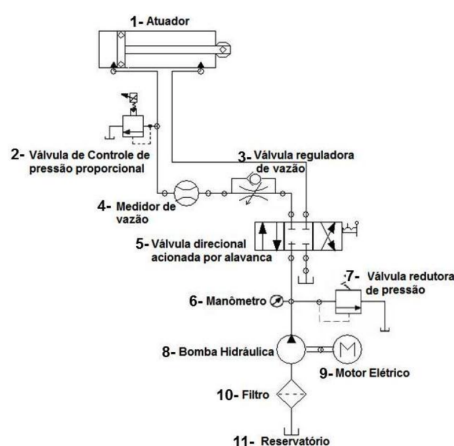 1- Atuador
2- Válvula de Controle de
pressão proporcional
3- Válvula reguladora
de vazão
4- Medidor de
vazão
5- Válvula direcional
acionada por alavanca
6- Manômetro
7- Válvula redutora
de pressão
8- Bomba Hidráulica
M
9- Motor Elétrico
10- Filtro
11- Reservatório